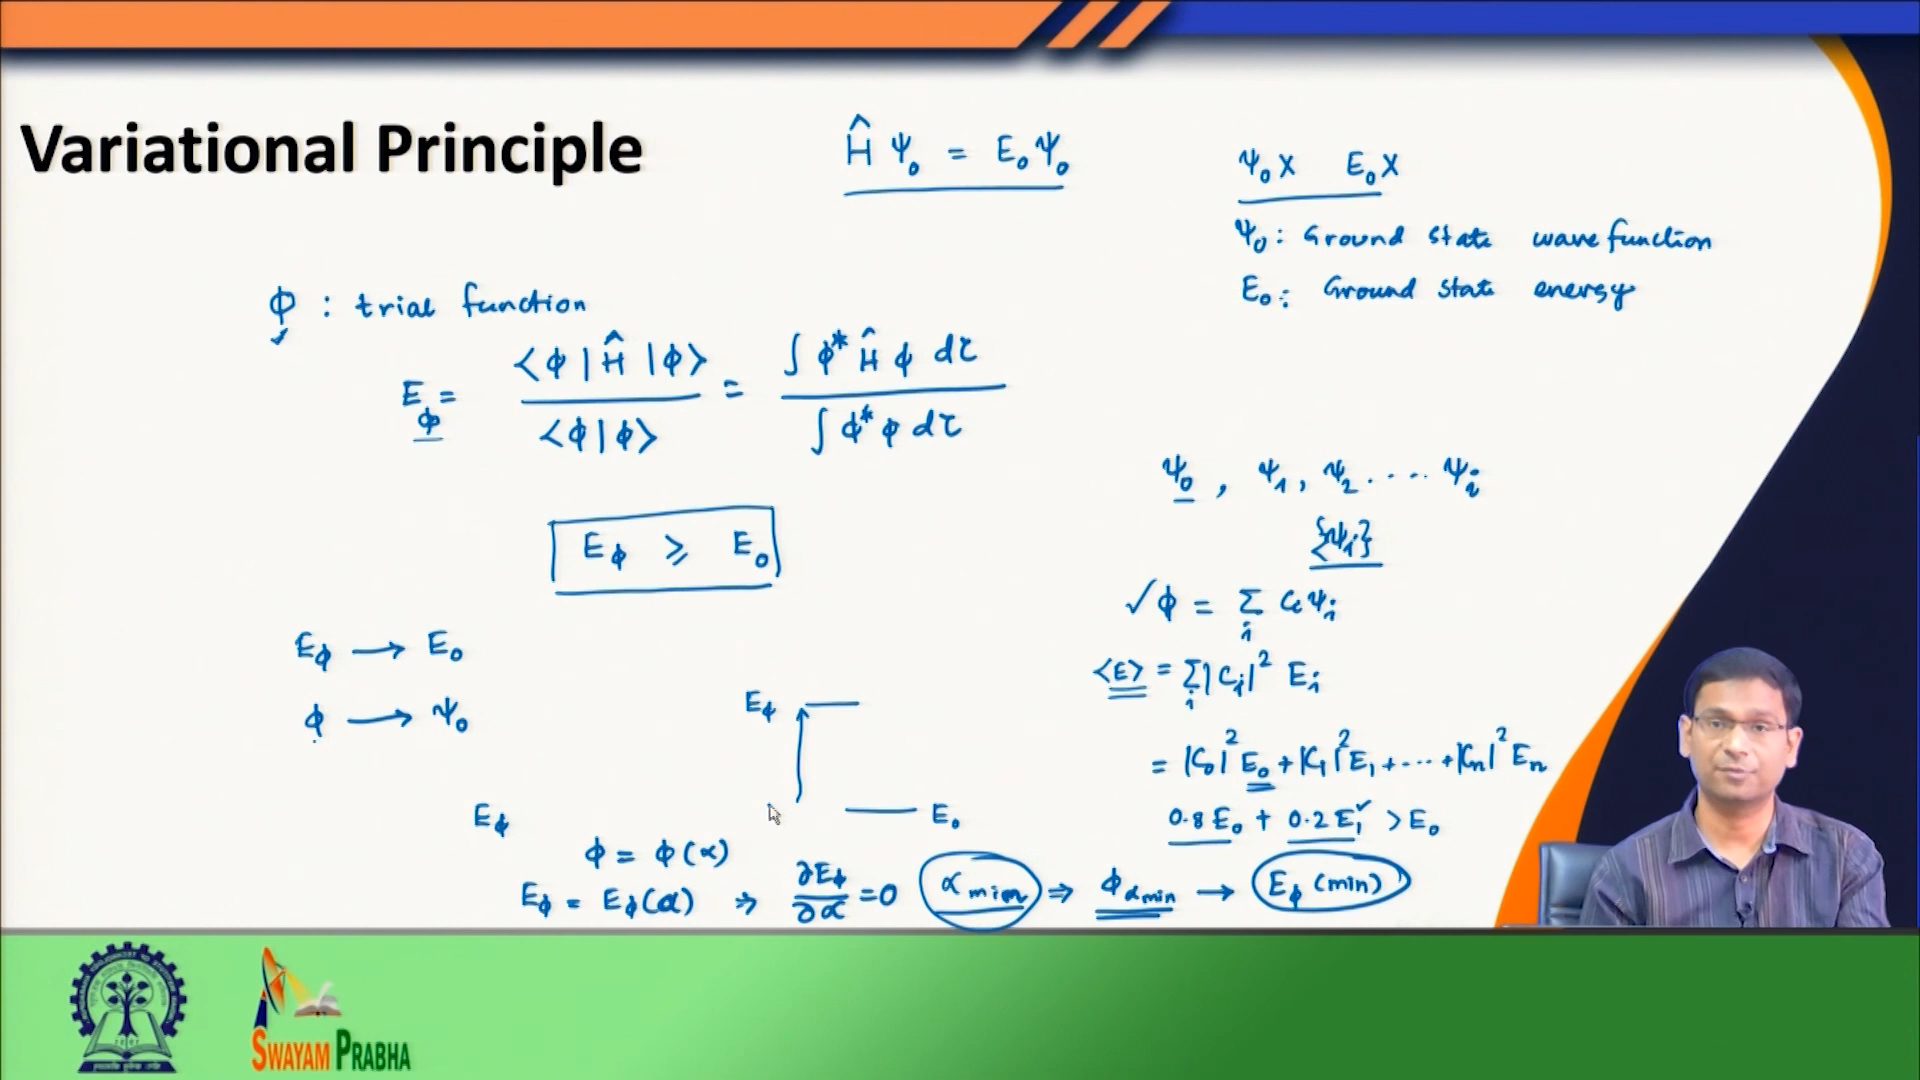 Variational Principle
Ĥ Ψ₀ = E₀Ψ₀
Ψ₀ X E₀ X
Ψ₀ : Ground state wave function
E₀ : Ground state energy
ϕ : trial function
E_ϕ = <ϕ|Ĥ|ϕ> / <ϕ|ϕ> = ∫ ϕ* Ĥ ϕ dτ / ∫ ϕ* ϕ dτ
E_ϕ ⩾ E₀
Ψ₀ , Ψ₁, Ψ₂ ..... Ψᵢ
{Ψᵢ}
✓ ϕ = Σᵢ Cᵢ Ψᵢ
<E> = Σᵢ |Cᵢ|² Eᵢ
= |C₀|² E₀ + |C₁|² E₁ + ... + |Cₙ|² Eₙ
0.8 E₀ + 0.2 E₁ ✓ > E₀
E_ϕ → E₀
ϕ → Ψ₀
E_ϕ
E₀
E_ϕ
ϕ = ϕ(α)
E_ϕ = E_ϕ(α) ⇒ ∂E_ϕ/∂α = 0 α_min ⇒ ϕ_α_min → E_ϕ (min)
SWAYAM PRABHA